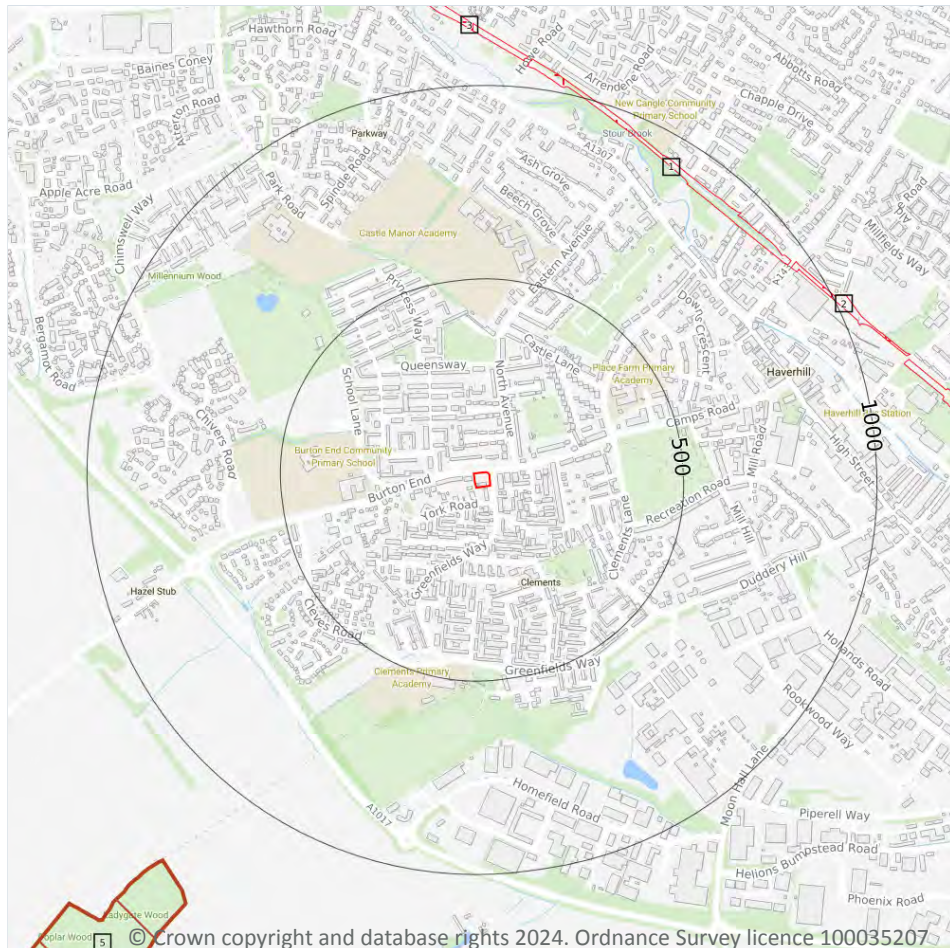 3
Hawthorn Road
Howe Road
Baines Coney
Arrendene Road
Abbotts Road
Atterton Road
New Cangle Community
Primary School
Chapple Drive
Parkway
Stour Brook
A1307
Spindle Road
Ash Grove
1
Apple Acre Road
Park Road
Beech Grove
Chimswell Way
Castle Manor Academy
Millfields Way
Eastern Avenue
Millennium Wood
Princess Way
Downs Crescent
2
Bergamot Road
Castle Lane
Queensway
North Avenue
Place Farm Primary
Academy
Haverhill
School Lane
Camps Road
1000
Chivers Road
Mill Road
500
High Street
Burton End Community
Primary School
Burton End
York Road
Recreation Road
Clements Lane
Mill Hill
Greenfields Way
Duddery Hill
Clements
Hazel Stub
Cleves Road
Hollands Road
Clements Primary
Academy
Greenfields Way
Rookwood Way
Moon Hall Lane
Homefield Road
A1017
Piperell Way
Helions Bumpstead Road
Phoenix Road
Ladygate Wood
5
© Crown copyright and database rights 2024. Ordnance Survey licence 100035207